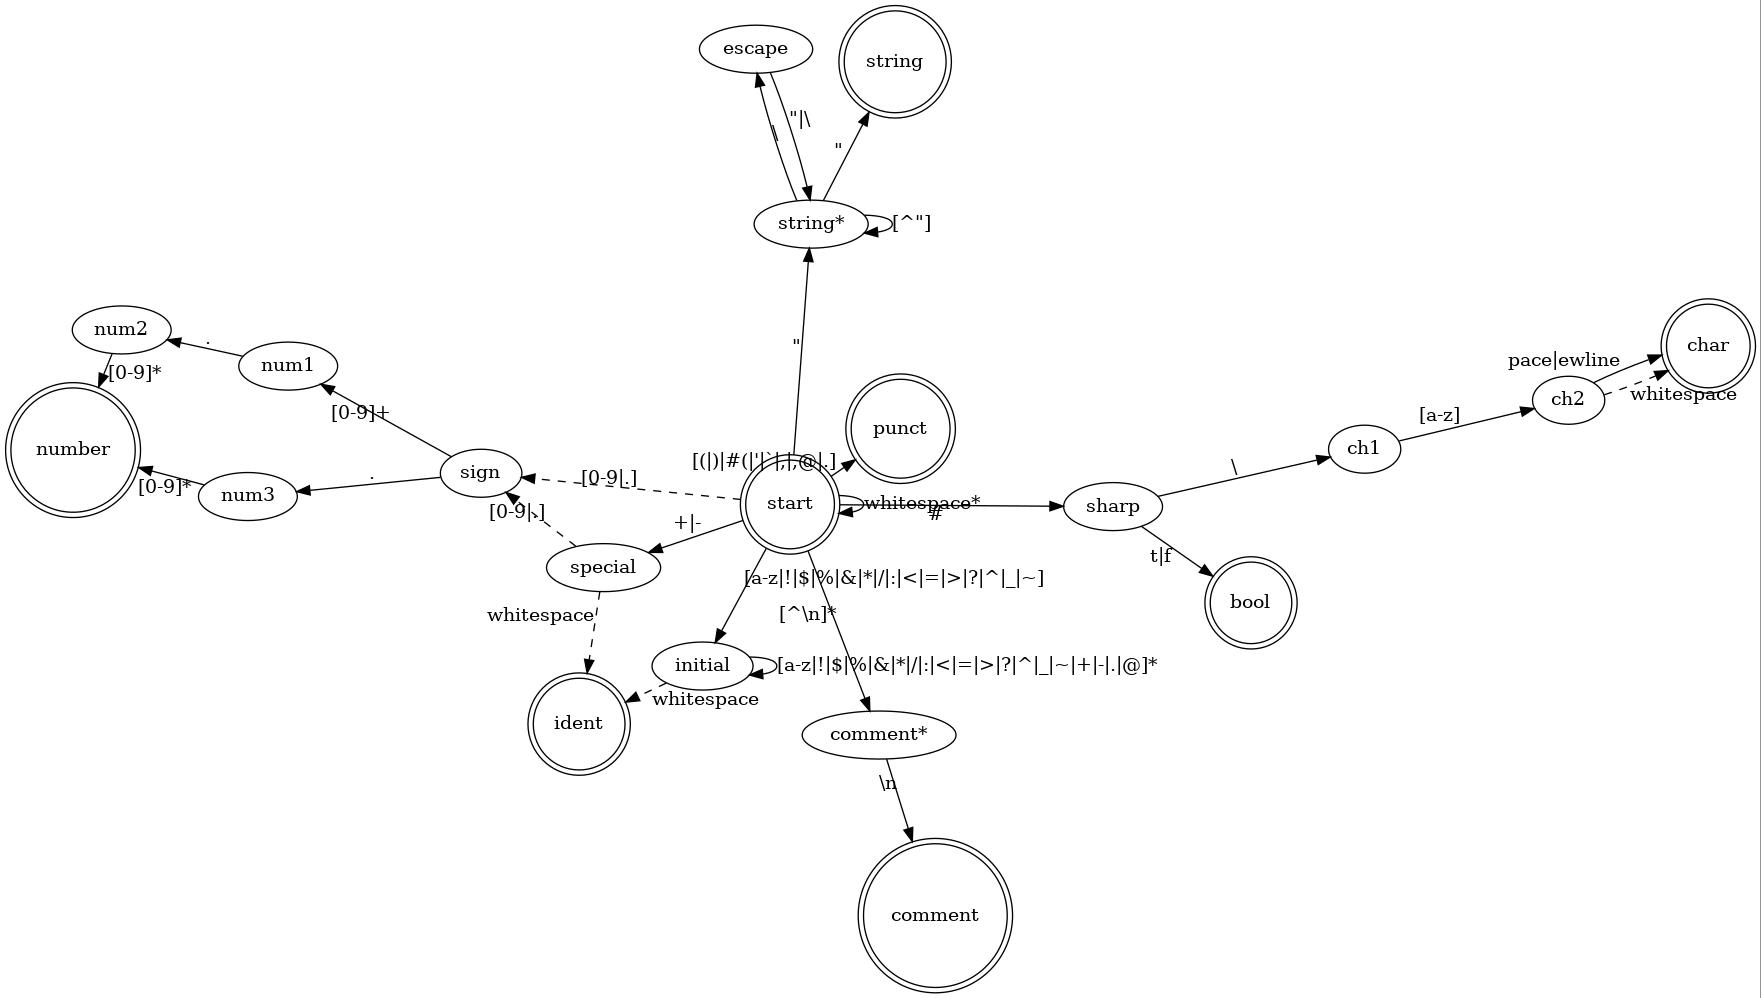 escape
string
"|\
\
"
string*
[^"]
num2
.
num1
[0-9]*
"
char
pace|ewline
ch2
whitespace
[0-9]+
[a-z]
punct
number
ch1
[(|)|#(|'|`|,|,@|.]
\
sign
[0-9|.]
.
[0-9]*
num3
start
whitespace*
#
sharp
[0-9|.]
+|-
t|f
special
[a-z|!|$|%|&|*|/|:|<|=|>|?|^|_|~]
bool
whitespace
[^\n]*
initial
[a-z|!|$|%|&|*|/|:|<|=|>|?|^|_|~|+|-|.|@]*
whitespace
ident
comment*
\n
comment